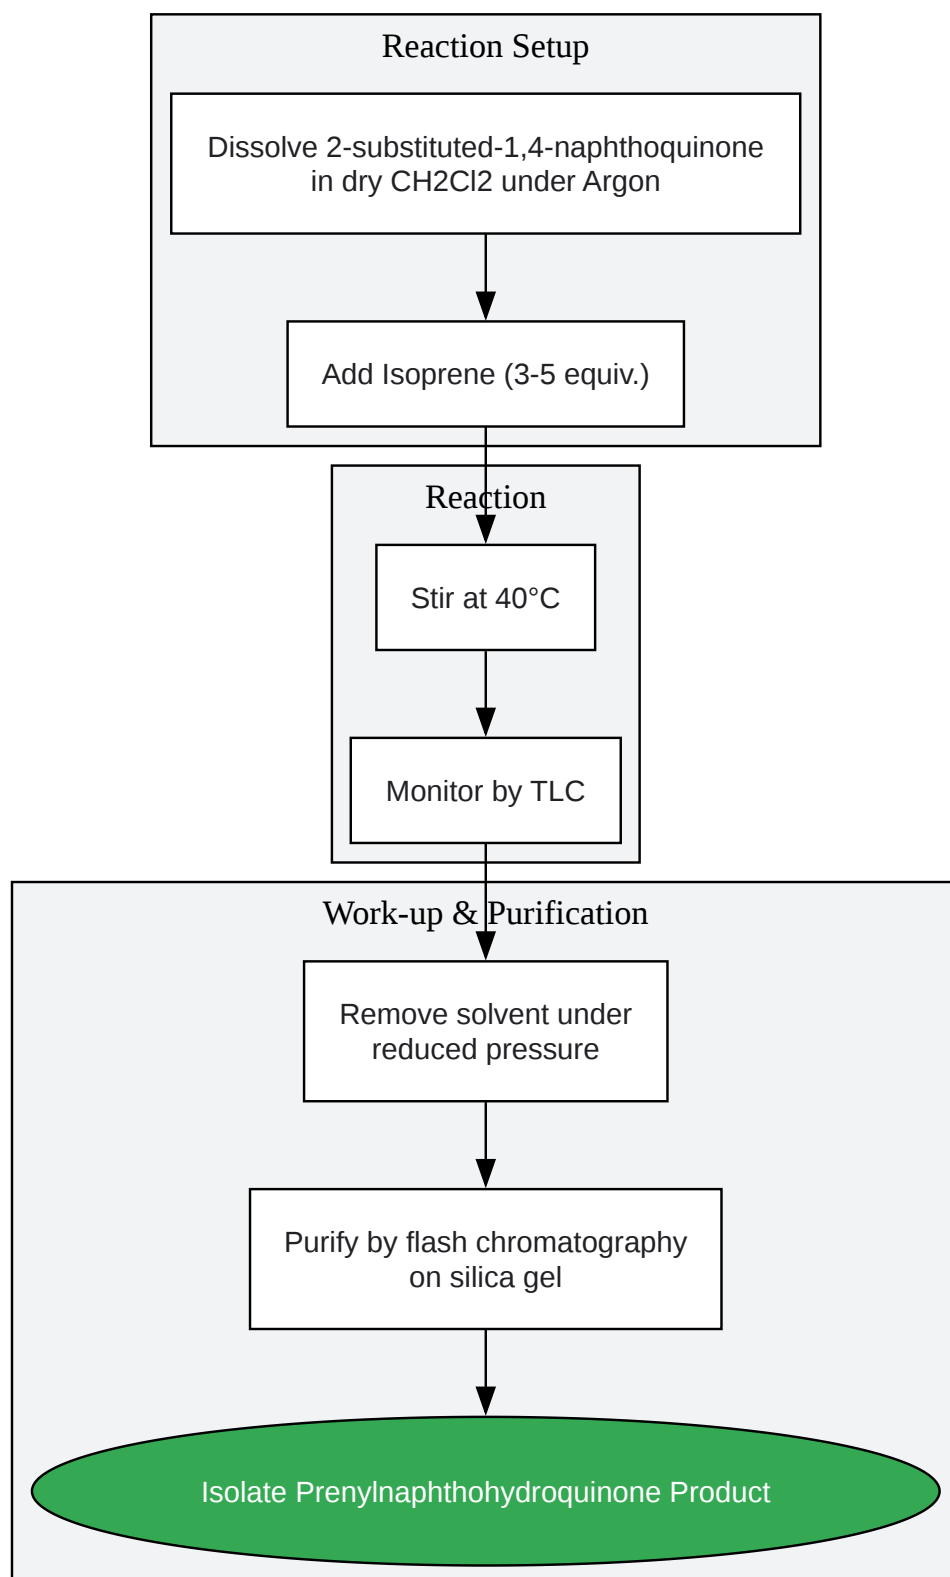 Reaction Setup
Dissolve 2-substituted-1,4-naphthoquinone
in dry CH2Cl2 under Argon
Add Isoprene (3-5 equiv.)
Reaction
Stir at 40°C
Monitor by TLC
Work-up & Purification
Remove solvent under
reduced pressure
Purify by flash chromatography
on silica gel
Isolate Prenylnaphthohydroquinone Product